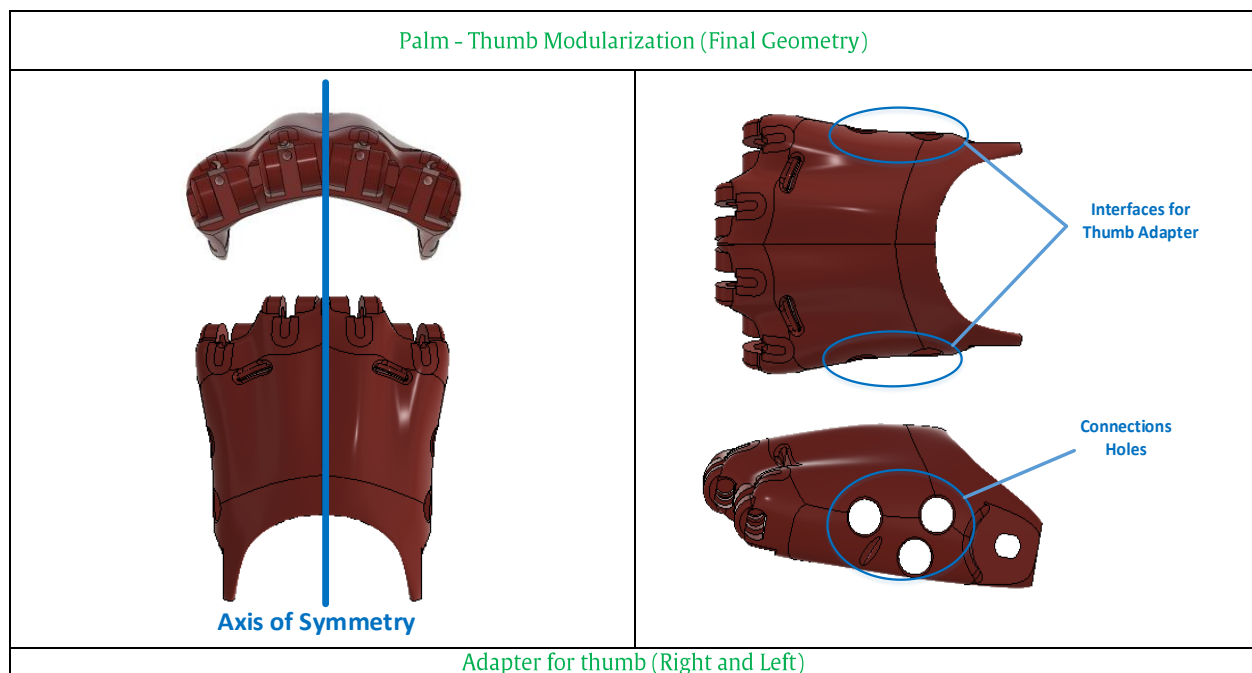 Palm - Thumb Modularization (Final Geometry)
Axis of Symmetry
Interfaces for
Thumb Adapter
Connections
Holes
Adapter for thumb (Right and Left)